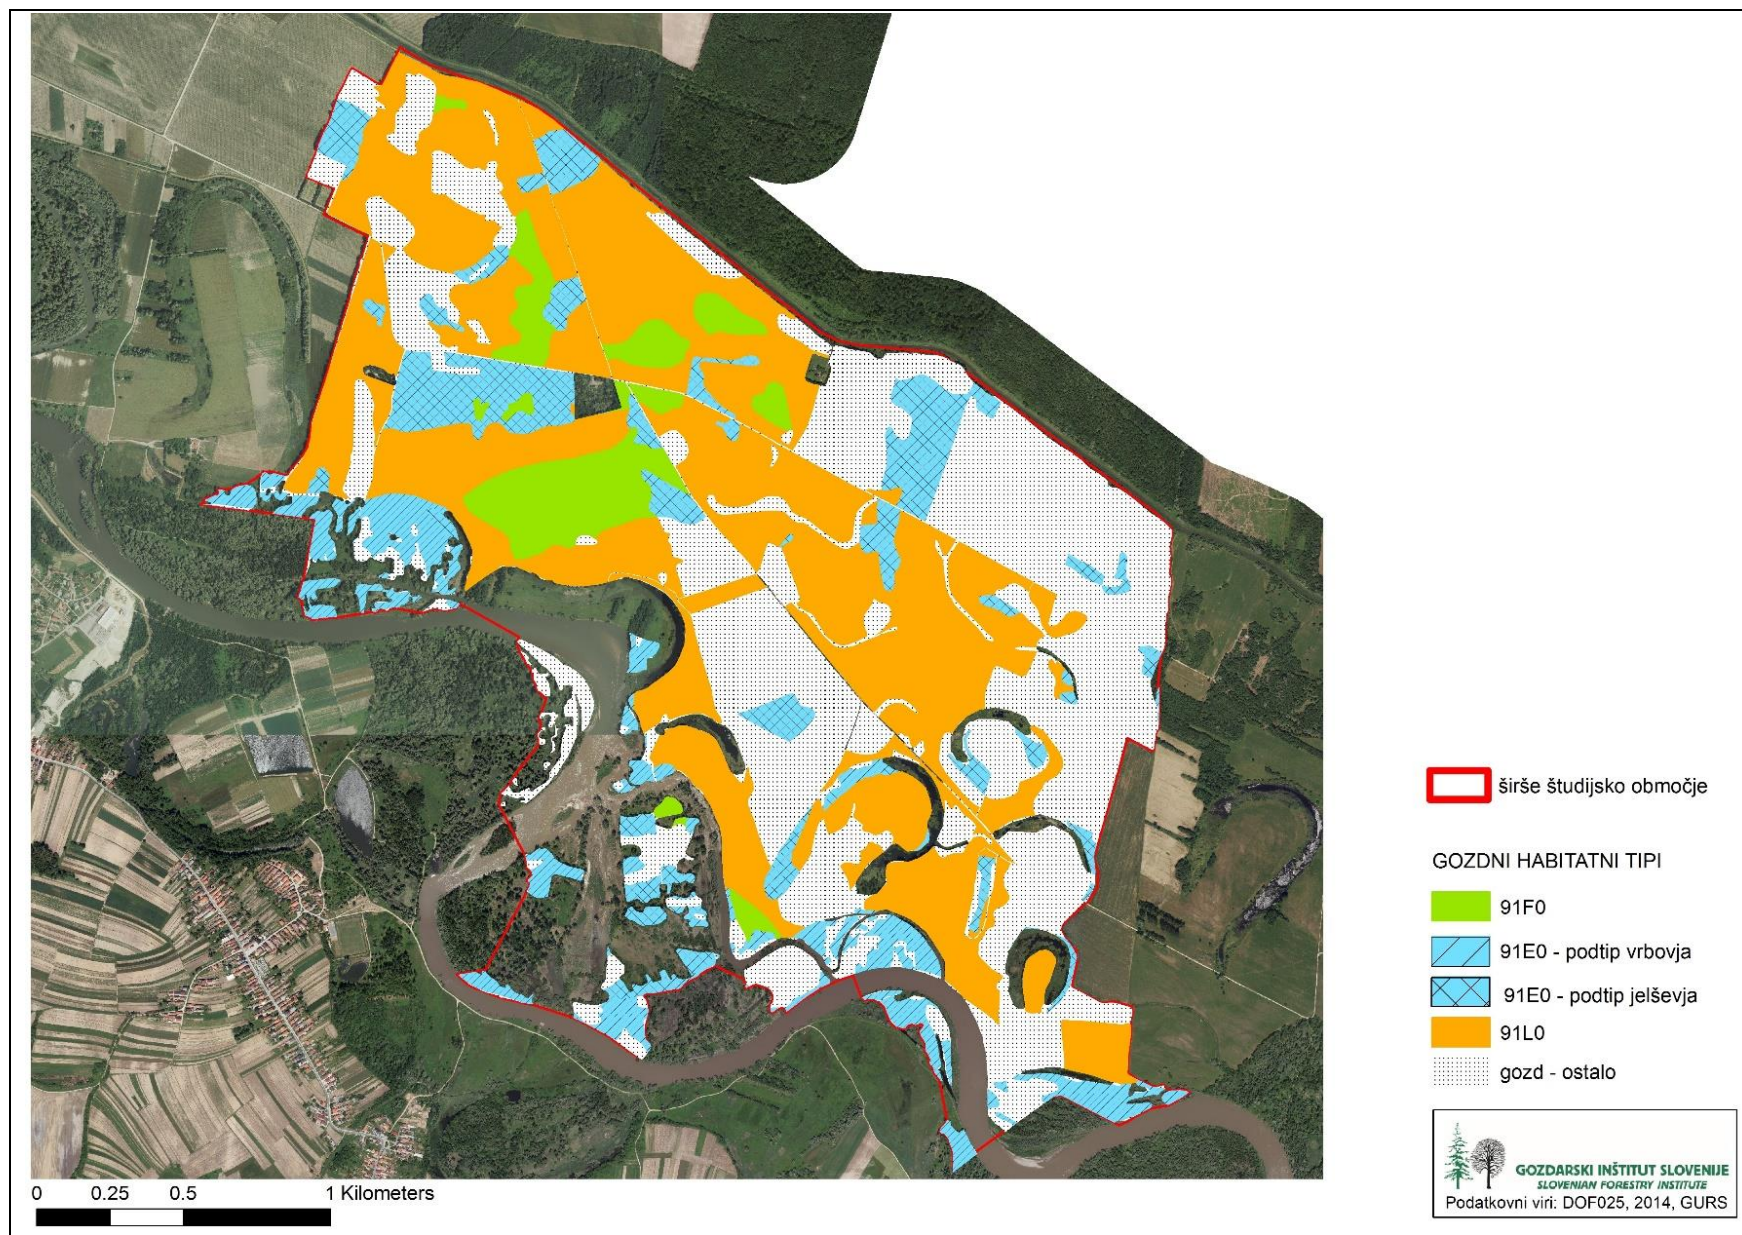 širše študijsko območje
GOZDNI HABITATNI TIPI
91F0
91E0 - podtip vrbovja
91E0 - podtip jelševja
91L0
gozd - ostalo
GOZDARSKI INŠTITUT SLOVENIJE
SLOVENIAN FORESTRY INSTITUTE
Podatkovni viri: DOF025, 2014, GURS
0 0.25 0.5 1 Kilometers